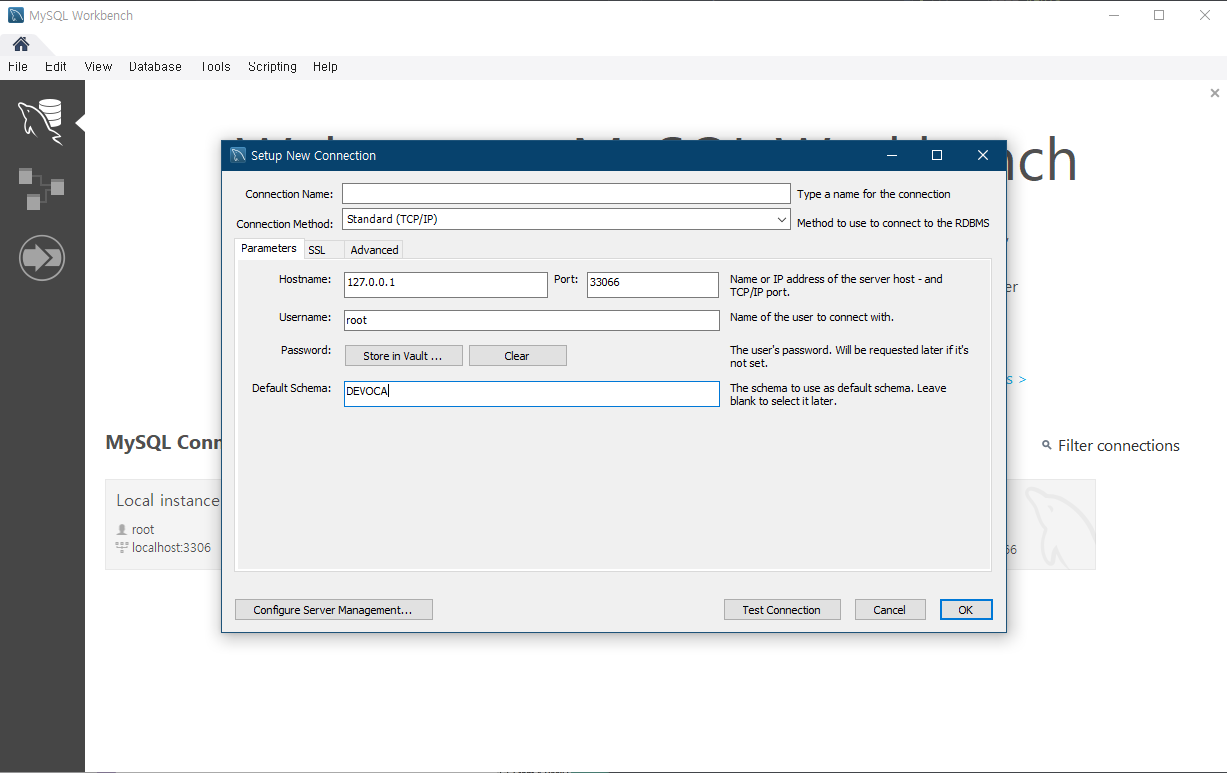 MySQL Workbench
File Edit View Database Tools Scripting Help
Setup New Connection
Connection Name: Type a name for the connection
Connection Method: Standard (TCP/IP) Method to use to connect to the RDBMS
Parameters SSL Advanced
Hostname: 127.0.0.1 Port: 33066 Name or IP address of the server host - and
TCP/IP port.
Username: root Name of the user to connect with.
Password: Store in Vault ... Clear The user's password. Will be requested later if it's
not set.
Default Schema: DEVOCA The schema to use as default schema. Leave
blank to select it later.
MySQL Conn
Filter connections
Local instance
root
localhost:3306
Configure Server Management... Test Connection Cancel OK